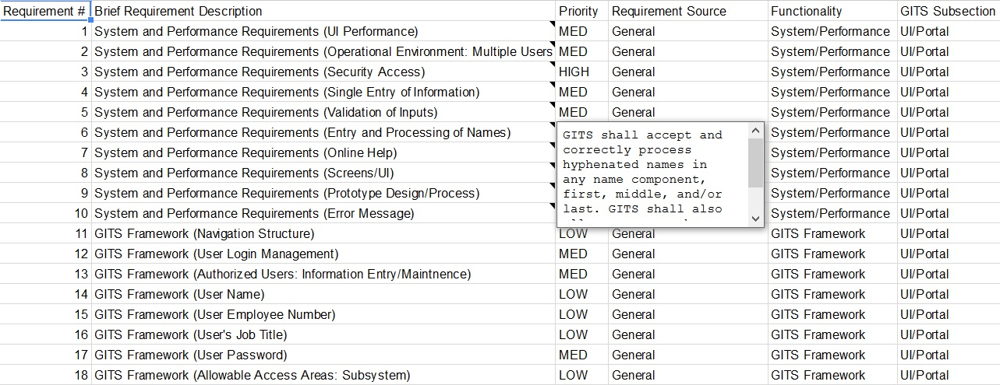 Requirement # Brief Requirement Description Priority Requirement Source Functionality GITS Subsection
1 System and Performance Requirements (UI Performance) MED General System/Performance UI/Portal
2 System and Performance Requirements (Operational Environment: Multiple Users MED General System/Performance UI/Portal
3 System and Performance Requirements (Security Access) HIGH General System/Performance UI/Portal
4 System and Performance Requirements (Single Entry of Information) MED General System/Performance UI/Portal
5 System and Performance Requirements (Validation of Inputs) MED General System/Performance UI/Portal
6 System and Performance Requirements (Entry and Processing of Names) System/Performance UI/Portal
7 System and Performance Requirements (Online Help) System/Performance UI/Portal
8 System and Performance Requirements (Screens/UI) System/Performance UI/Portal
9 System and Performance Requirements (Prototype Design/Process) System/Performance UI/Portal
10 System and Performance Requirements (Error Message) System/Performance UI/Portal
GITS shall accept and
correctly process
hyphenated names in
any name component,
first, middle, and/or
last. GITS shall also
11 GITS Framework (Navigation Structure) LOW General GITS Framework UI/Portal
12 GITS Framework (User Login Management) MED General GITS Framework UI/Portal
13 GITS Framework (Authorized Users: Information Entry/Maintnence) MED General GITS Framework UI/Portal
14 GITS Framework (User Name) LOW General GITS Framework UI/Portal
15 GITS Framework (User Employee Number) LOW General GITS Framework UI/Portal
16 GITS Framework (User's Job Title) LOW General GITS Framework UI/Portal
17 GITS Framework (User Password) MED General GITS Framework UI/Portal
18 GITS Framework (Allowable Access Areas: Subsystem) LOW General GITS Framework UI/Portal